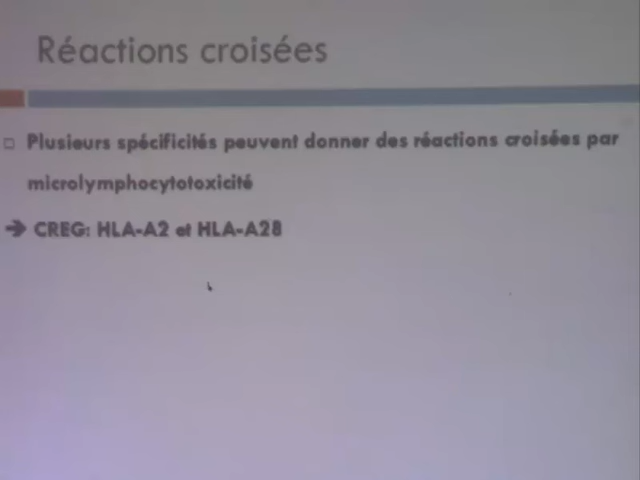 Réactions croisées
Plusieurs spécificités peuvent donner des réactions croisées par
microlymphocytotoxicité
➔ CREG: HLA-A2 et HLA-A28